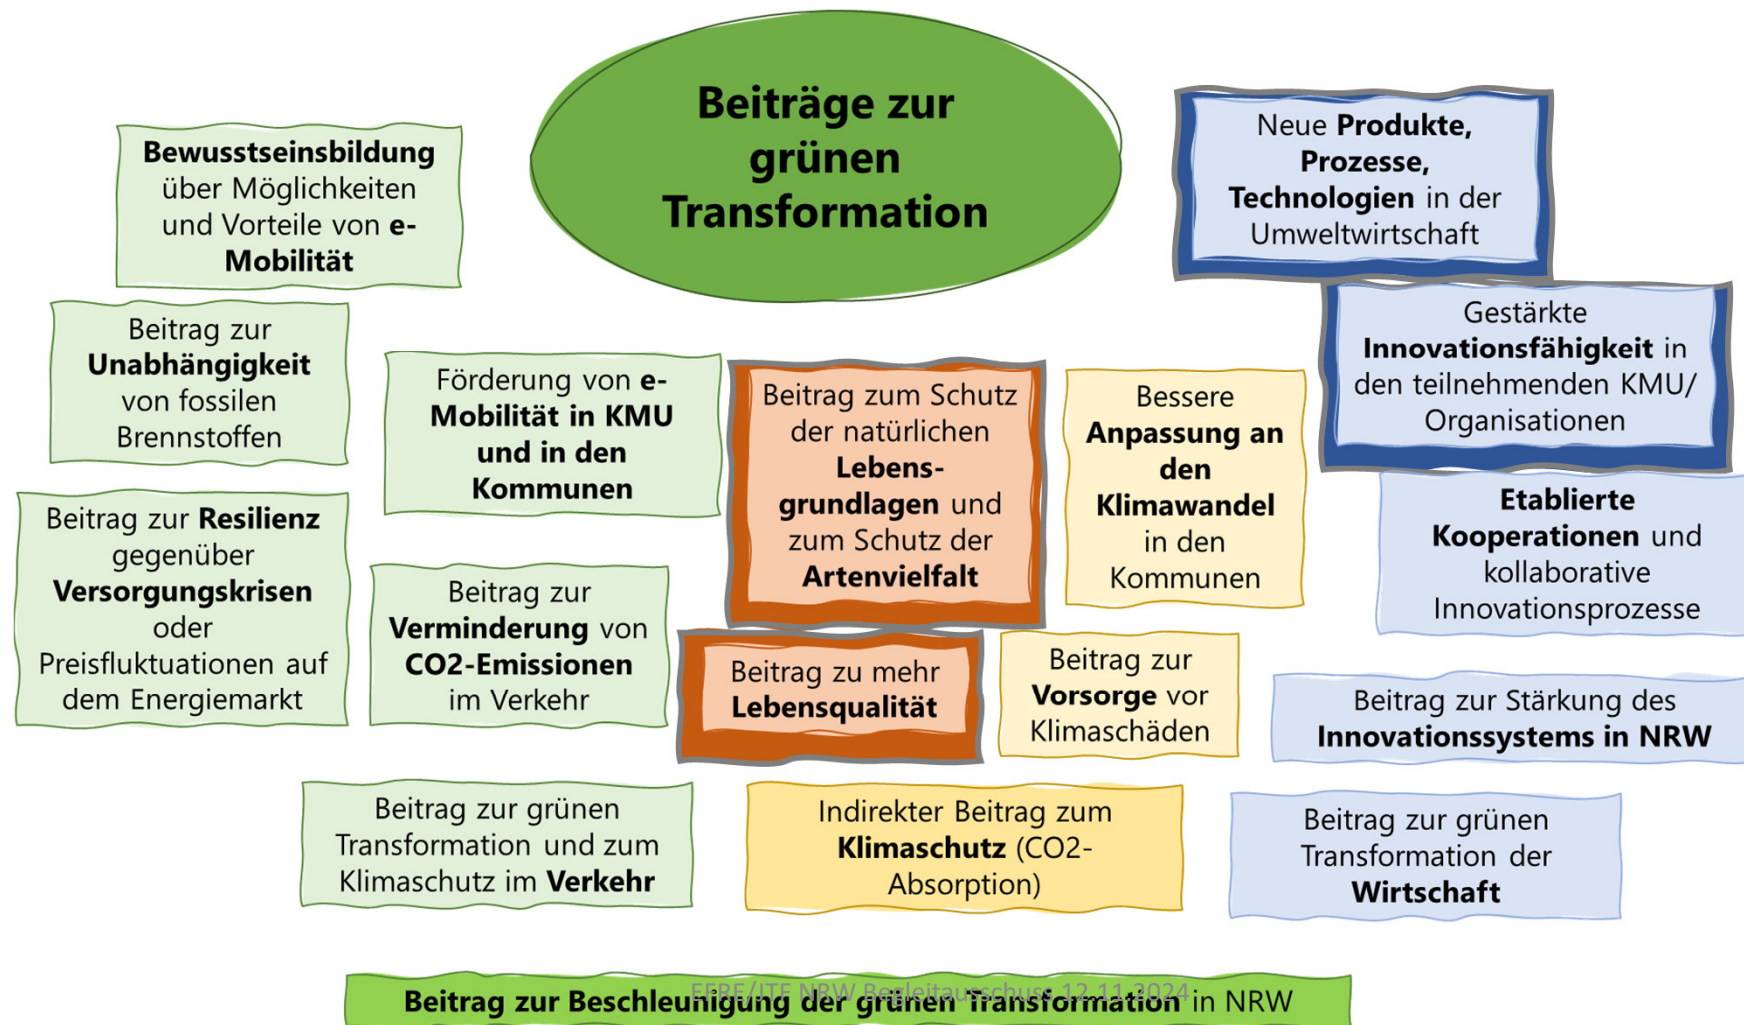 Beiträge zur
grünen
Transformation
Bewusstseinsbildung
über Möglichkeiten
und Vorteile von e-
Mobilität
Beitrag zur
Unabhängigkeit
von fossilen
Brennstoffen
Beitrag zur Resilienz
gegenüber
Versorgungskrisen
oder
Preisfluktuationen auf
dem Energiemarkt
Förderung von e-
Mobilität in KMU
und in den
Kommunen
Beitrag zur
Verminderung von
CO2-Emissionen
im Verkehr
Beitrag zur grünen
Transformation und zum
Klimaschutz im Verkehr
Beitrag zum Schutz
der natürlichen
Lebens-
grundlagen und
zum Schutz der
Artenvielfalt
Beitrag zu mehr
Lebensqualität
Bessere
Anpassung an
den
Klimawandel
in den
Kommunen
Beitrag zur
Vorsorge vor
Klimaschäden
Indirekter Beitrag zum
Klimaschutz (CO2-
Absorption)
Neue Produkte,
Prozesse,
Technologien in der
Umweltwirtschaft
Gestärkte
Innovationsfähigkeit in
den teilnehmenden KMU/
Organisationen
Etablierte
Kooperationen und
kollaborative
Innovationsprozesse
Beitrag zur Stärkung des
Innovationssystems in NRW
Beitrag zur grünen
Transformation der
Wirtschaft
EFRE/JTF NRW Begleitausschuss 12.11.2024
Beitrag zur Beschleunigung der grünen Transformation in NRW